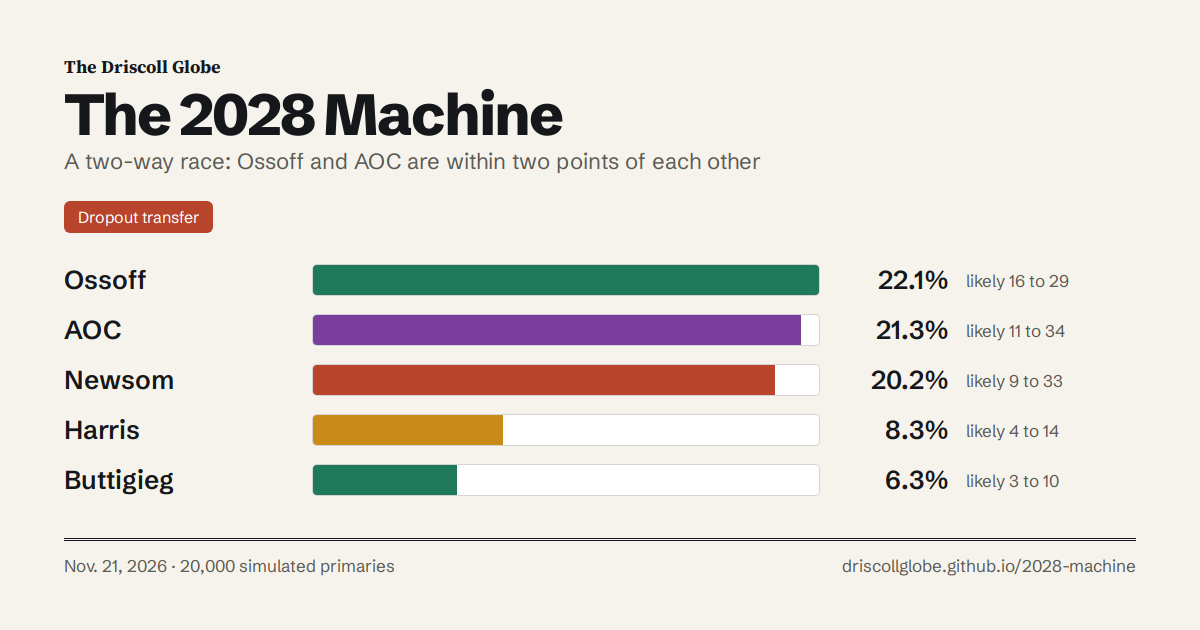 The Driscoll Globe
The 2028 Machine
A two-way race: Ossoff and AOC are within two points of each other
Dropout transfer
Ossoff 22.1% likely 16 to 29
AOC 21.3% likely 11 to 34
Newsom 20.2% likely 9 to 33
Harris 8.3% likely 4 to 14
Buttigieg 6.3% likely 3 to 10
Nov. 21, 2026 · 20,000 simulated primaries driscollglobe.github.io/2028-machine